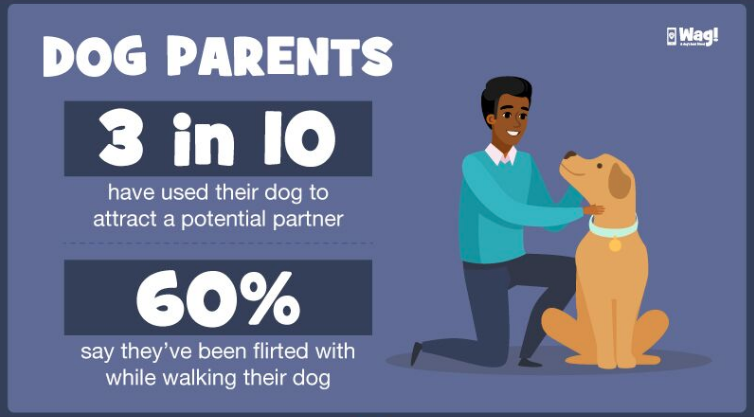 DOG PARENTS
Wag!
3 in 10
have used their dog to
attract a potential partner
60%
say they've been flirted with
while walking their dog